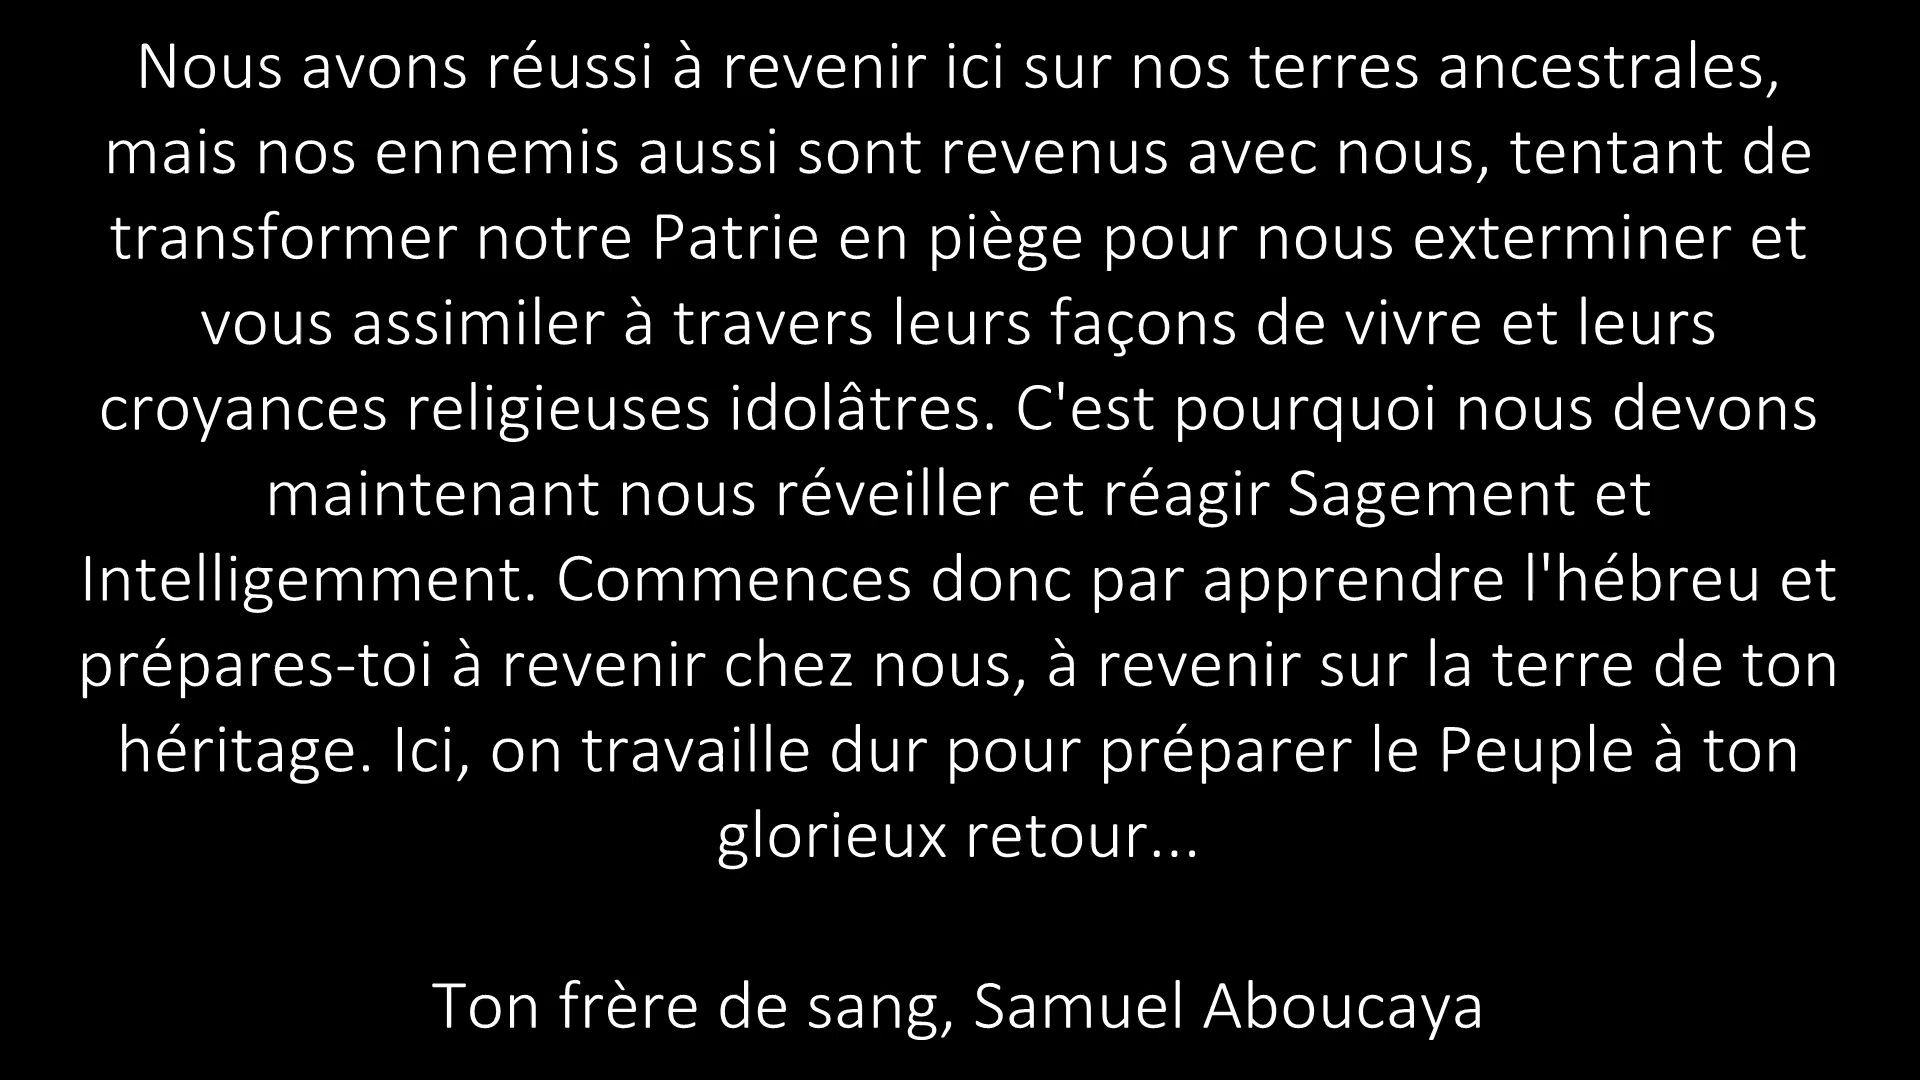 Nous avons réussi à revenir ici sur nos terres ancestrales,
mais nos ennemis aussi sont revenus avec nous, tentant de
transformer notre Patrie en piège pour nous exterminer et
vous assimiler à travers leurs façons de vivre et leurs
croyances religieuses idolâtres. C'est pourquoi nous devons
maintenant nous réveiller et réagir Sagement et
Intelligemment. Commences donc par apprendre l'hébreu et
prépares-toi à revenir chez nous, à revenir sur la terre de ton
héritage. Ici, on travaille dur pour préparer le Peuple à ton
glorieux retour...
Ton frère de sang, Samuel Aboucaya